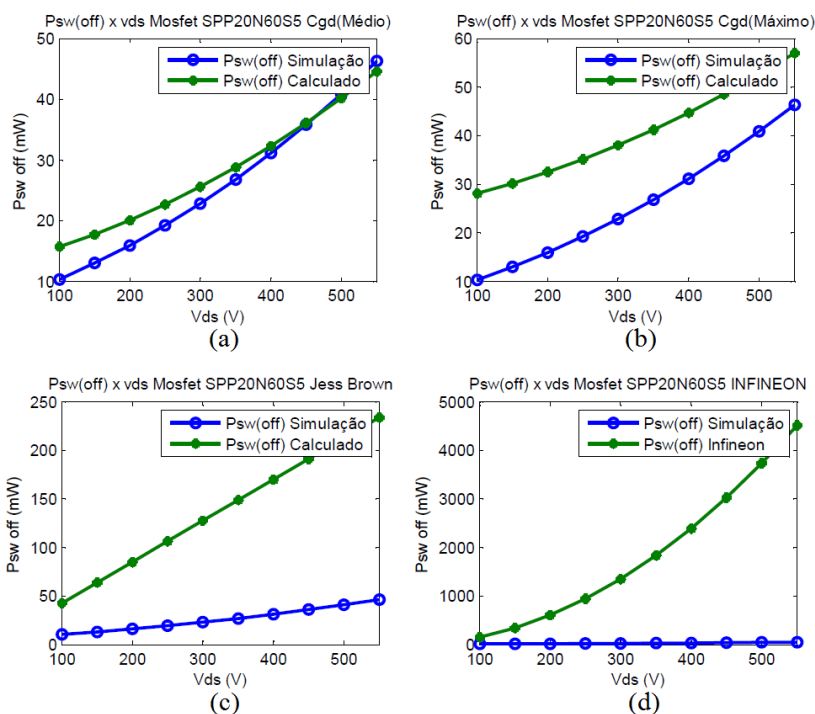 Psw(off) x vds Mosfet SPP20N60S5 Cgd(Médio)
50
40
30
20
10
Psw off (mW)
Psw(off) Simulação
Psw(off) Calculado
100 200 300 400 500
Vds (V)
(a)
Psw(off) x vds Mosfet SPP20N60S5 Cgd(Máximo)
60
50
40
30
20
10
Psw off (mW)
Psw(off) Simulação
Psw(off) Calculado
100 200 300 400 500
Vds (V)
(b)
Psw(off) x vds Mosfet SPP20N60S5 Jess Brown
250
200
150
100
50
0
Psw off (mW)
Psw(off) Simulação
Psw(off) Calculado
100 200 300 400 500
Vds (V)
(c)
Psw(off) x vds Mosfet SPP20N60S5 INFINEON
5000
4000
3000
2000
1000
0
Psw off (mW)
Psw(off) Simulação
Psw(off) Infineon
100 200 300 400 500
Vds (V)
(d)